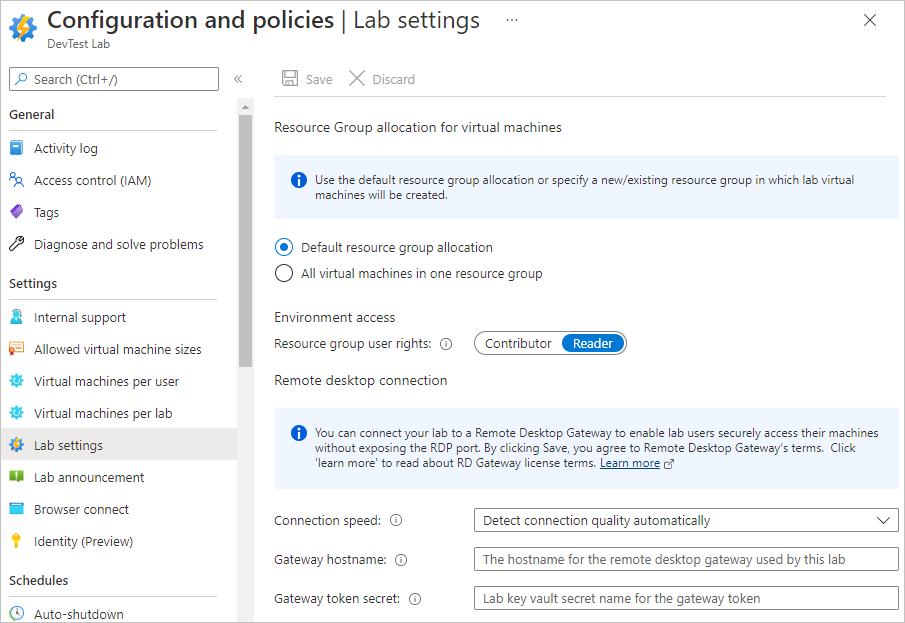 Configuration and policies | Lab settings ...
DevTest Lab
Search (Ctrl+/)
«
General
Activity log
Access control (IAM)
Tags
Diagnose and solve problems
Settings
Internal support
Allowed virtual machine sizes
Virtual machines per user
Virtual machines per lab
Lab settings
Lab announcement
Browser connect
Identity (Preview)
Schedules
Auto-shutdown
Save Discard
Resource Group allocation for virtual machines
Use the default resource group allocation or specify a new/existing resource group in which lab virtual
machines will be created.
Default resource group allocation
All virtual machines in one resource group
Environment access
Resource group user rights: Contributor Reader
Remote desktop connection
You can connect your lab to a Remote Desktop Gateway to enable lab users securely access their machines
without exposing the RDP port. By clicking Save, you agree to Remote Desktop Gateway's terms. Click
'learn more' to read about RD Gateway license terms. Learn more
Connection speed: Detect connection quality automatically
Gateway hostname: The hostname for the remote desktop gateway used by this lab
Gateway token secret: Lab key vault secret name for the gateway token